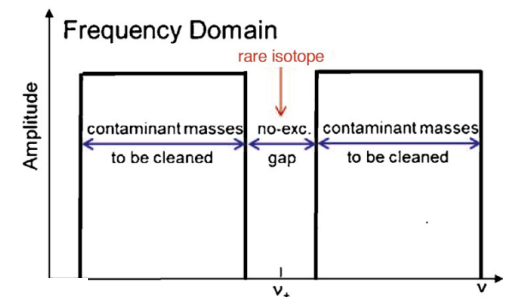 Frequency Domain
rare isotope
Amplitude
contaminant masses
to be cleaned
no-exc.
gap
contaminant masses
to be cleaned
ν₊
ν